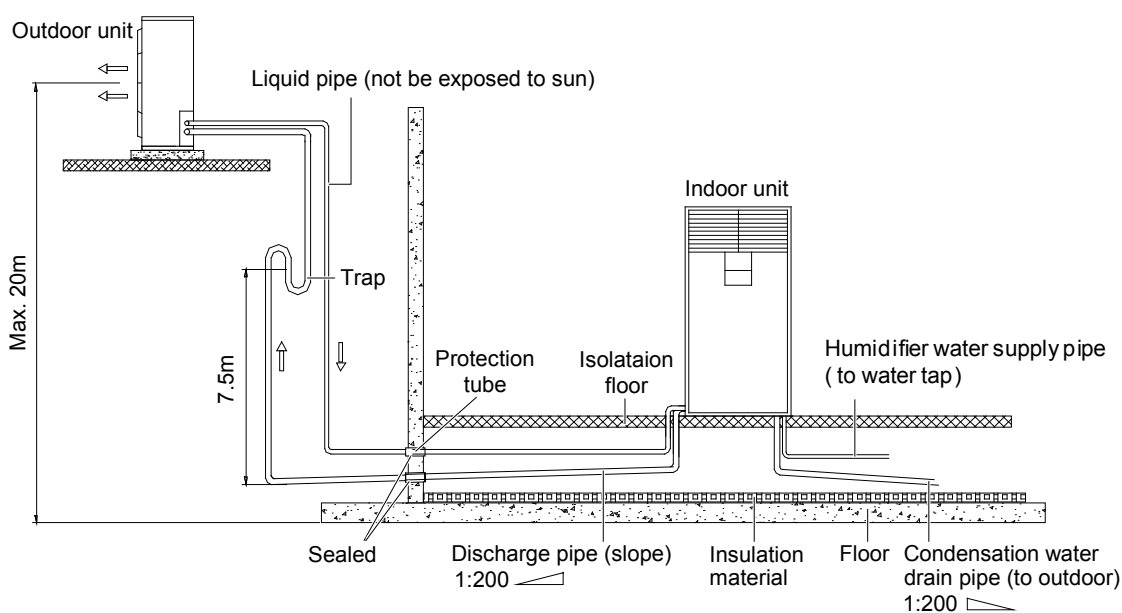 Outdoor unit
Liquid pipe (not be exposed to sun)
Indoor unit
Max. 20m
Trap
7.5m
Protection
tube
Isolataion
floor
Humidifier water supply pipe
( to water tap)
Sealed
Discharge pipe (slope)
1:200
Insulation
material
Floor
Condensation water
drain pipe (to outdoor)
1:200